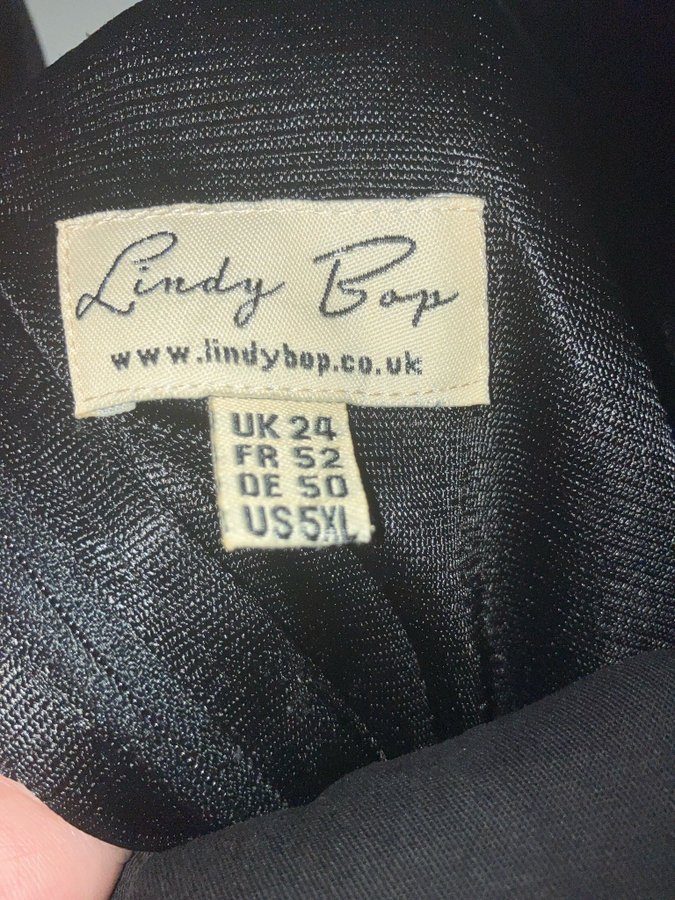 Lindy Bop
www.lindybop.co.uk
UK 24
FR 52
DE 50
US 5XL